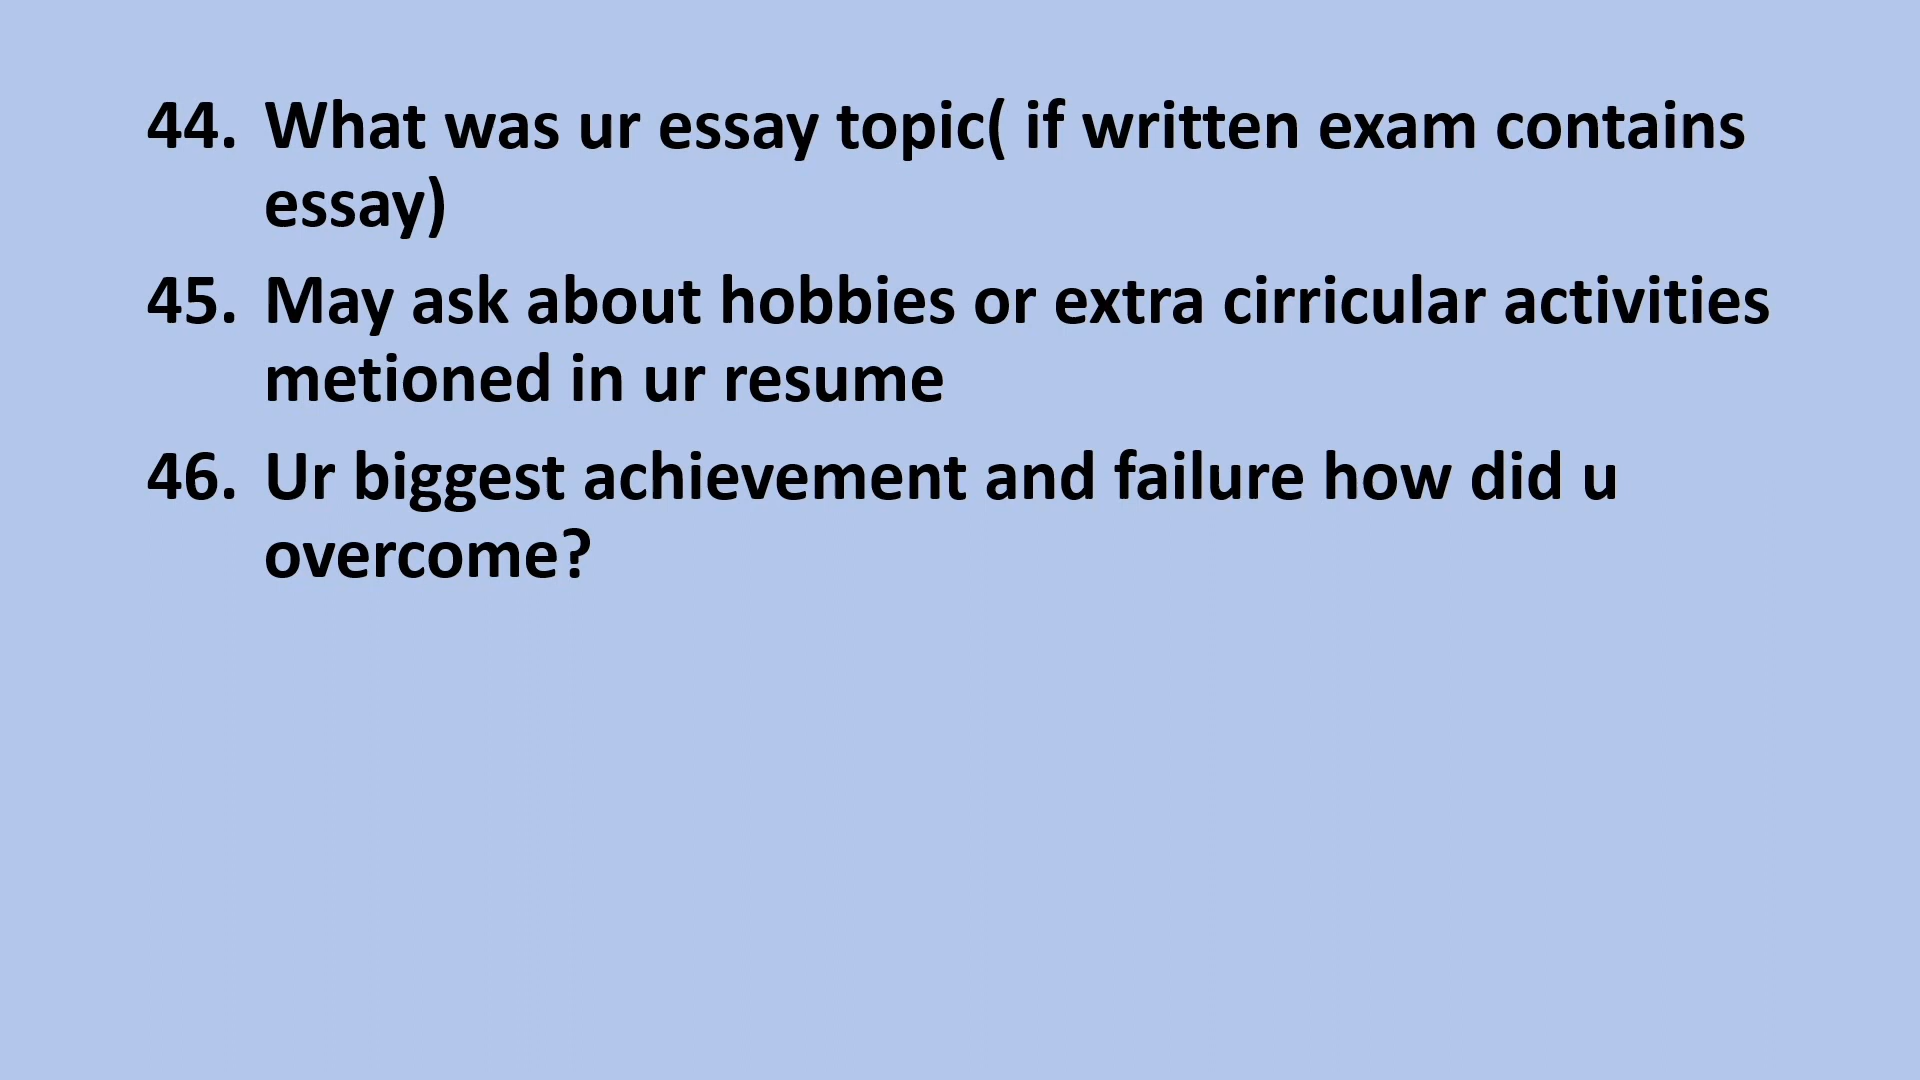 44. What was ur essay topic( if written exam contains
essay)
45. May ask about hobbies or extra cirricular activities
metioned in ur resume
46. Ur biggest achievement and failure how did u
overcome?